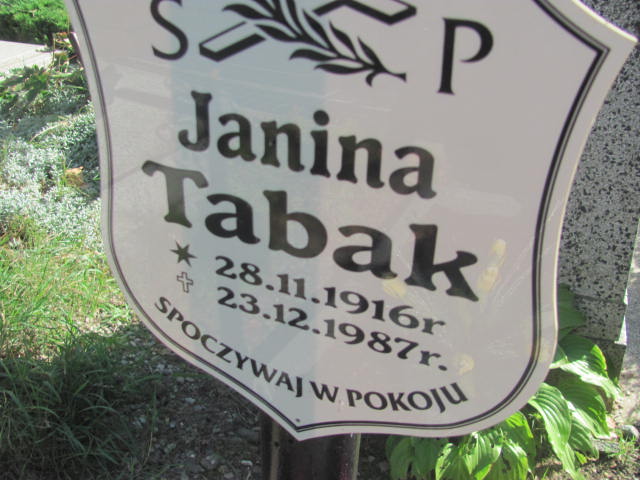 S P
Janina
Tabak
* 28.11.1916r
✝ 23.12.1987r.
SPOCZYWAJ W POKOJU